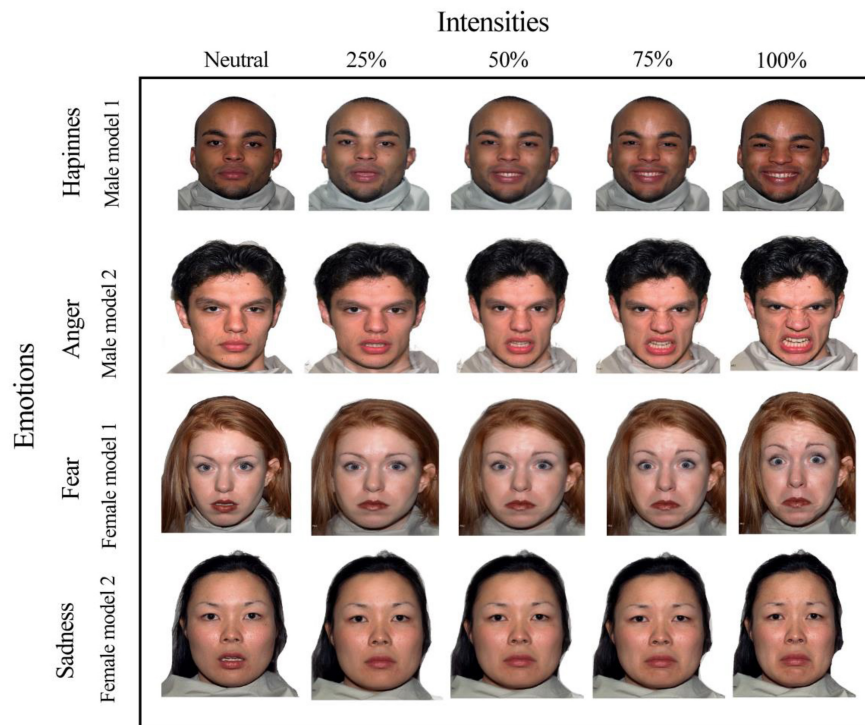 Intensities
Neutral 25% 50% 75% 100%
Emotions
Hapinnes
Male model 1
Anger
Male model 2
Fear
Female model 1
Sadness
Female model 2